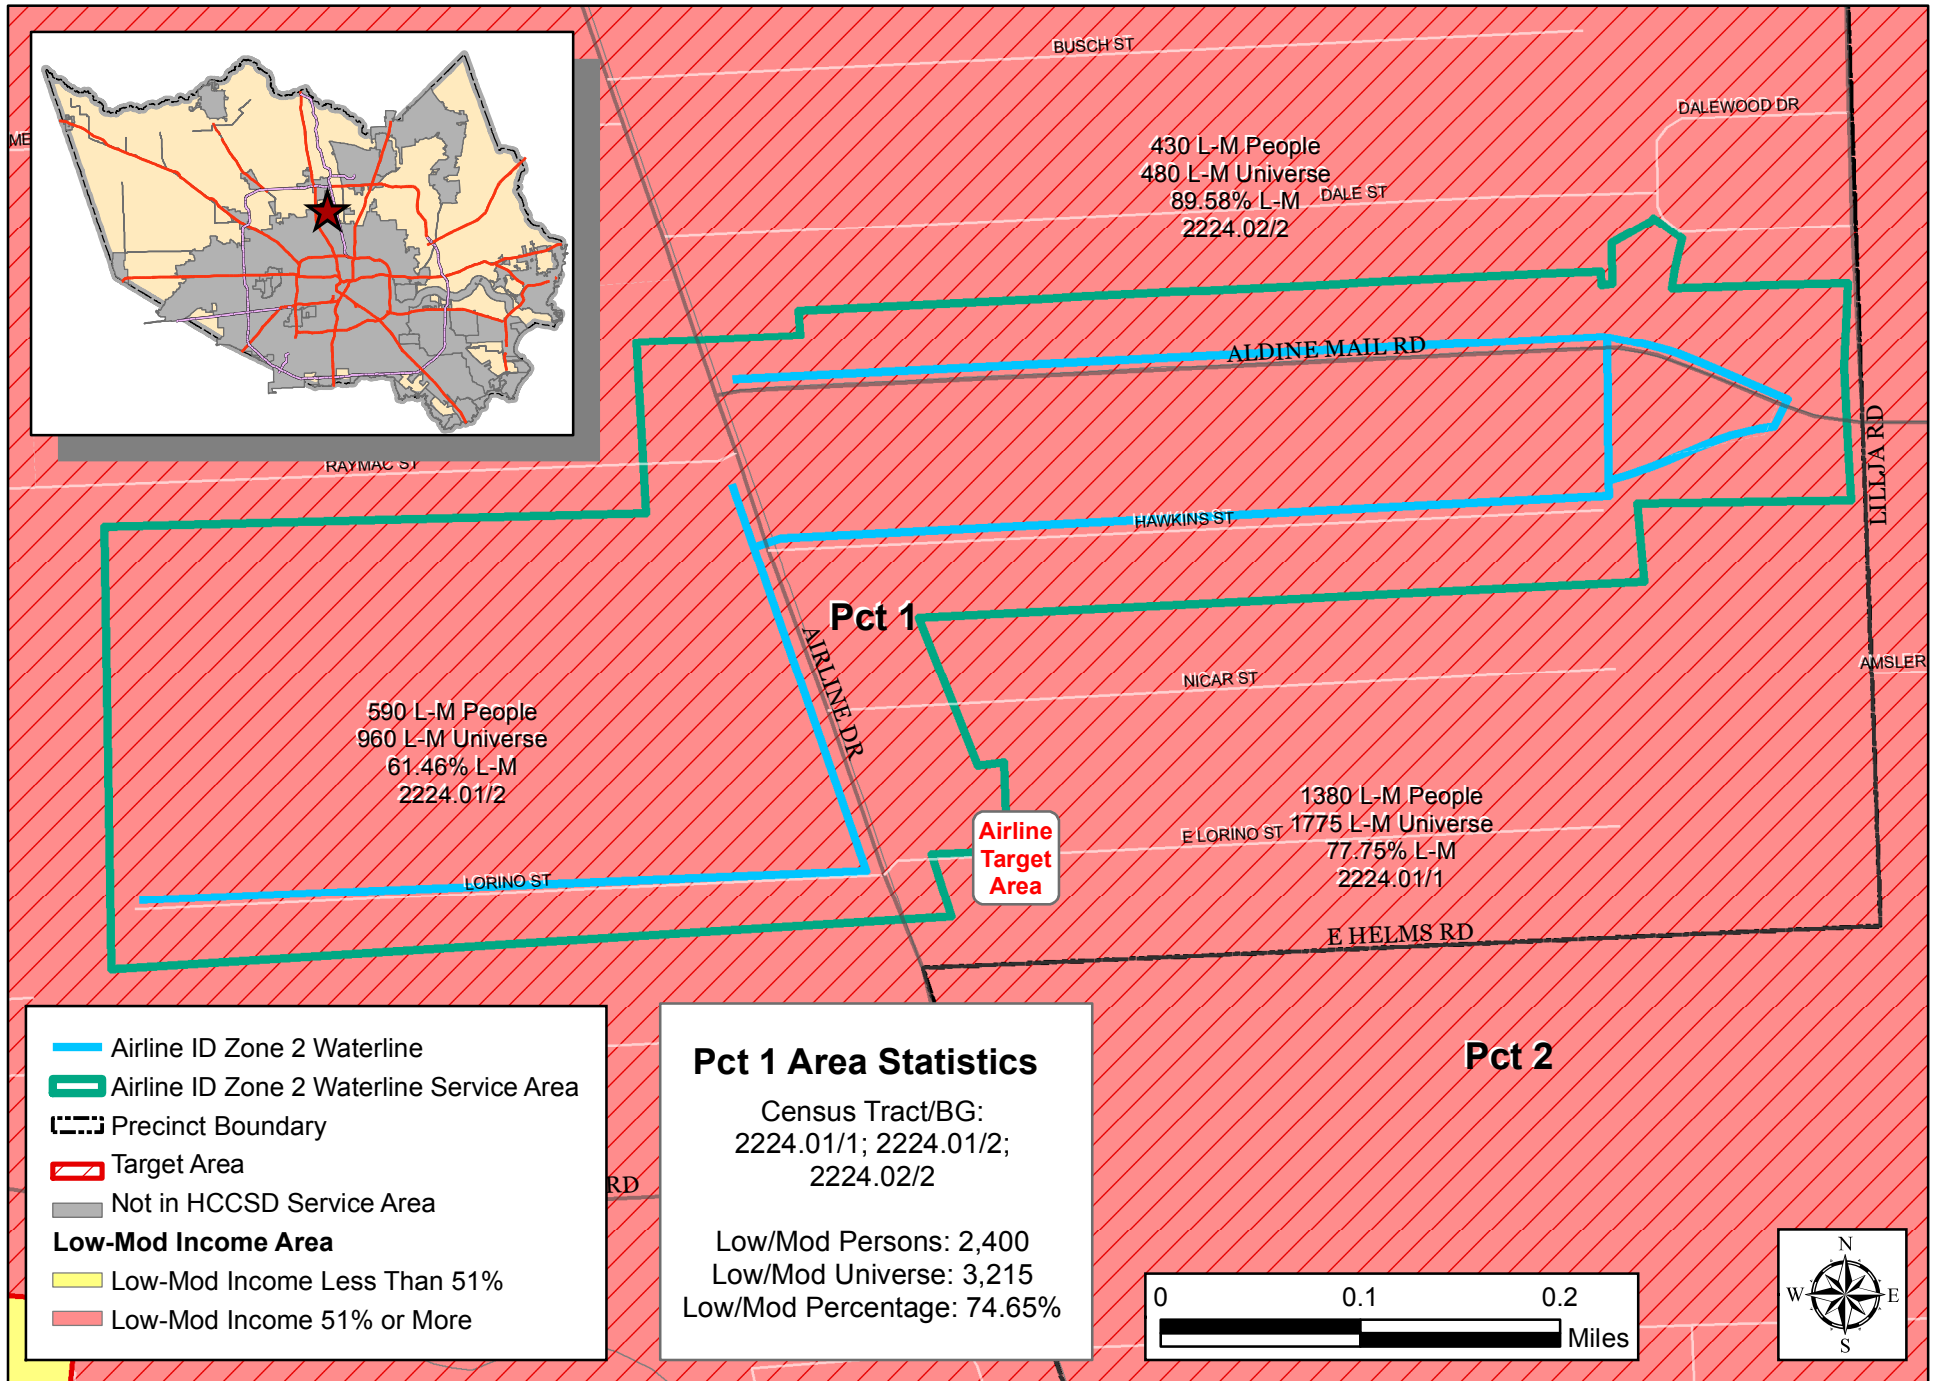 BUSCH ST
DALEWOOD DR
ME
430 L-M People
480 L-M Universe
89.58% L-M
2224.02/2
DALE ST
ALDINE MAIL RD
LILLJA RD
RAYMAC ST
HAWKINS ST
Pct 1
AIRLINE DR
NICAR ST
AMSLER
590 L-M People
960 L-M Universe
61.46% L-M
2224.01/2
Airline
Target
Area
1380 L-M People
1775 L-M Universe
77.75% L-M
2224.01/1
E LORINO ST
LORINO ST
E HELMS RD
Pct 2
RD
Airline ID Zone 2 Waterline
Airline ID Zone 2 Waterline Service Area
Precinct Boundary
Target Area
Not in HCCSD Service Area
Low-Mod Income Area
Low-Mod Income Less Than 51%
Low-Mod Income 51% or More
Pct 1 Area Statistics
Census Tract/BG:
2224.01/1; 2224.01/2;
2224.02/2
Low/Mod Persons: 2,400
Low/Mod Universe: 3,215
Low/Mod Percentage: 74.65%
0 0.1 0.2
Miles
N
W E
S